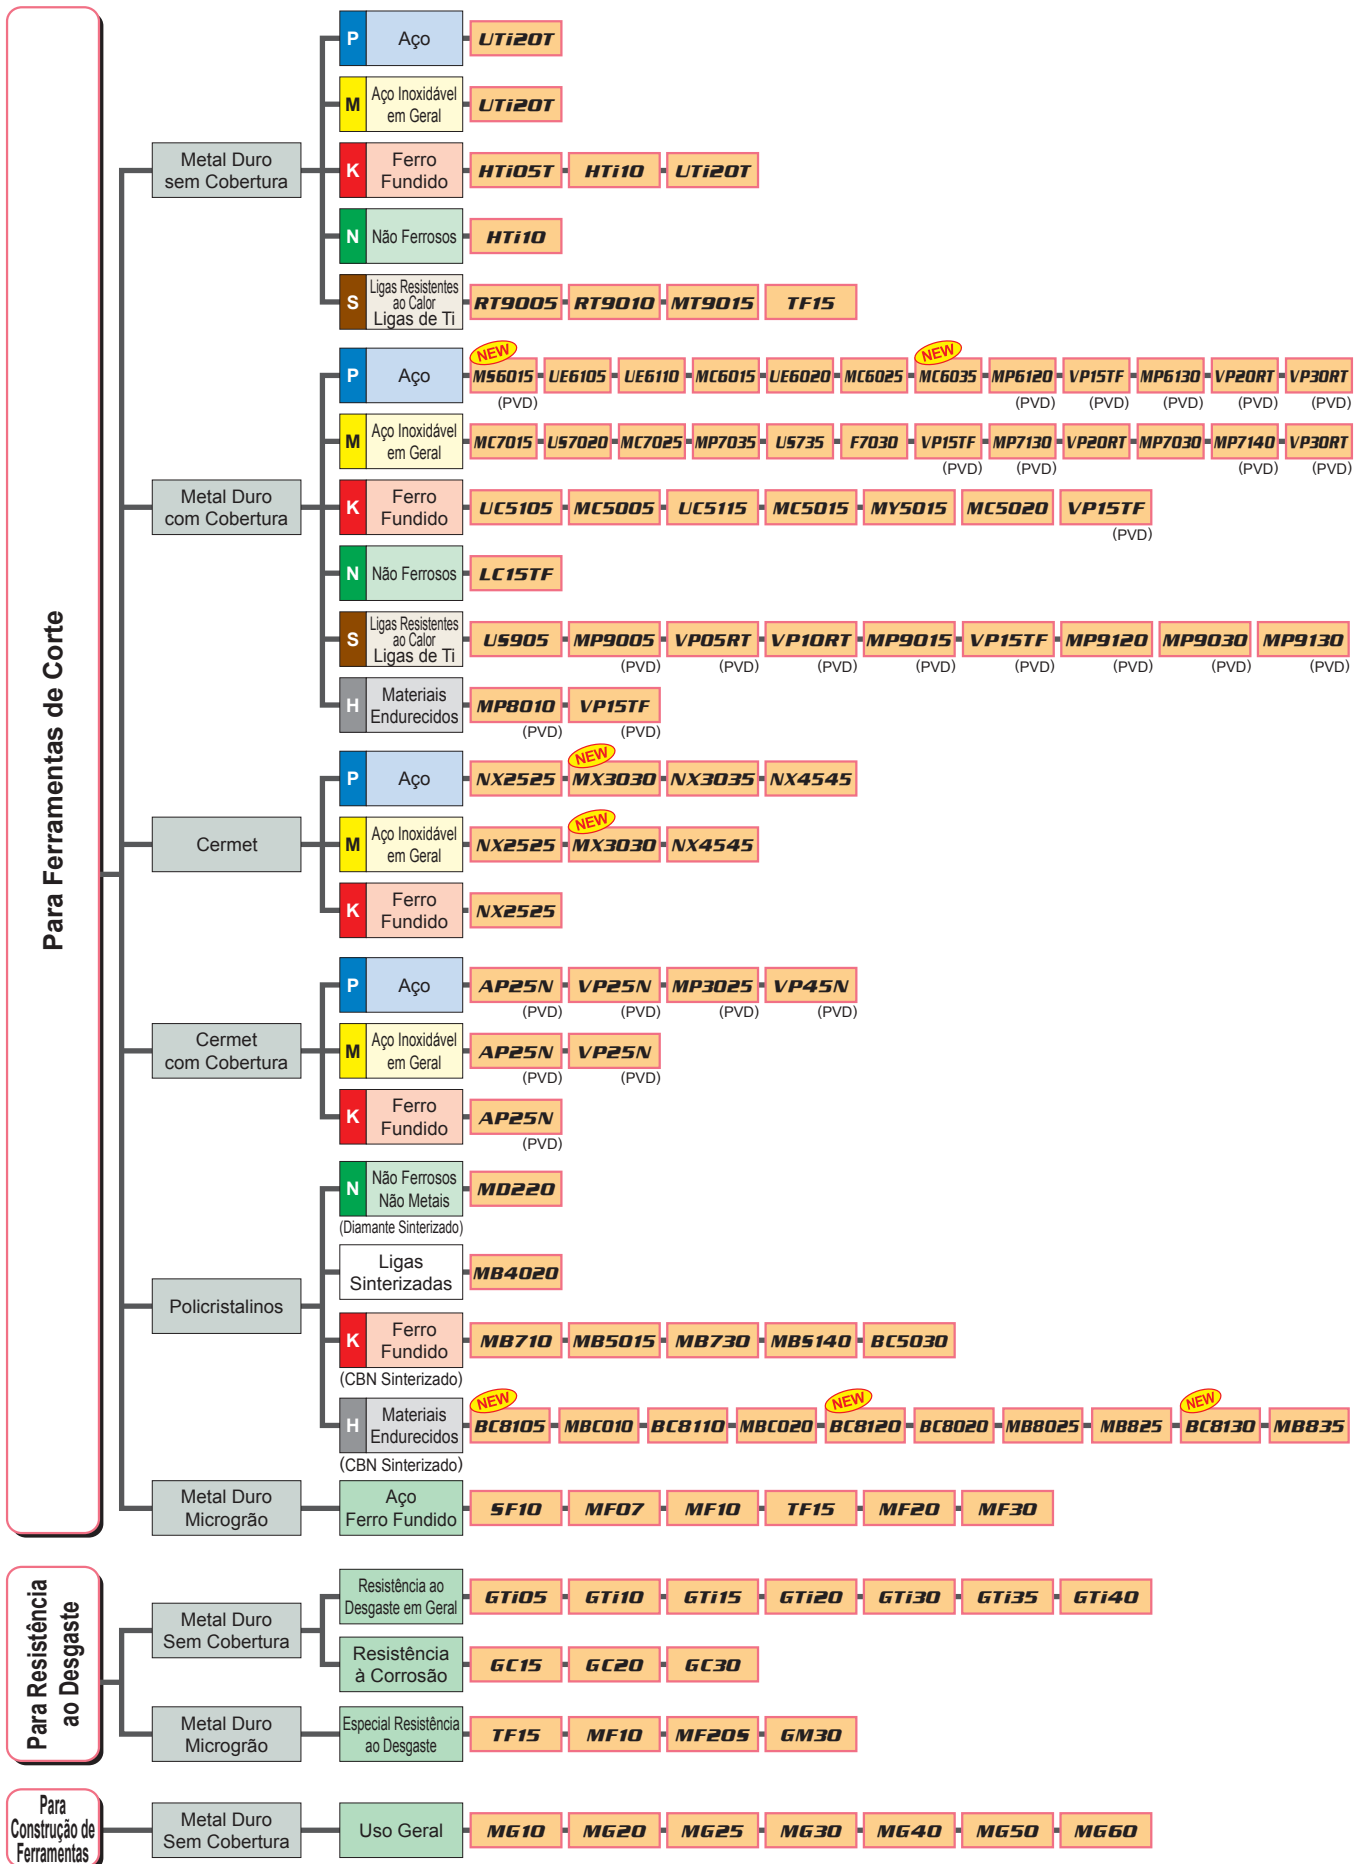 Para Ferramentas de Corte
Metal Duro
sem Cobertura
P Aço UTi20T
M Aço Inoxidável
em Geral UTi20T
K Ferro
Fundido HTi05T HTi10 UTi20T
N Não Ferrosos HTi10
S Ligas Resistentes
ao Calor
Ligas de Ti RT9005 RT9010 MT9015 TF15
Metal Duro
com Cobertura
NEW NEW
P Aço MS6015 UE6105 UE6110 MC6015 UE6020 MC6025 MC6035 MP6120 VP15TF MP6130 VP20RT VP30RT
(PVD) (PVD) (PVD) (PVD) (PVD) (PVD)
M Aço Inoxidável
em Geral MC7015 US7020 MC7025 MP7035 US735 F7030 VP15TF MP7130 VP20RT MP7030 MP7140 VP30RT
(PVD) (PVD) (PVD) (PVD)
K Ferro
Fundido UC5105 MC5005 UC5115 MC5015 MY5015 MC5020 VP15TF
(PVD)
N Não Ferrosos LC15TF
S Ligas Resistentes
ao Calor
Ligas de Ti US905 MP9005 VP05RT VP10RT MP9015 VP15TF MP9120 MP9030 MP9130
(PVD) (PVD) (PVD) (PVD) (PVD) (PVD) (PVD) (PVD)
H Materiais
Endurecidos MP8010 VP15TF
(PVD) (PVD)
Cermet
NEW
P Aço NX2525 MX3030 NX3035 NX4545
NEW
M Aço Inoxidável
em Geral NX2525 MX3030 NX4545
K Ferro
Fundido NX2525
Cermet
com Cobertura
P Aço AP25N VP25N MP3025 VP45N
(PVD) (PVD) (PVD) (PVD)
M Aço Inoxidável
em Geral AP25N VP25N
(PVD) (PVD)
K Ferro
Fundido AP25N
(PVD)
Policristalinos
N Não Ferrosos
Não Metais MD220
(Diamante Sinterizado)
Ligas
Sinterizadas MB4020
K Ferro
Fundido MB710 MB5015 MB730 MBS140 BC5030
(CBN Sinterizado)
NEW NEW NEW
H Materiais
Endurecidos BC8105 MBC010 BC8110 MBC020 BC8120 BC8020 MB8025 MB825 BC8130 MB835
(CBN Sinterizado)
Metal Duro
Microgrão
Aço
Ferro Fundido SF10 MF07 MF10 TF15 MF20 MF30
Para Resistência
ao Desgaste
Metal Duro
Sem Cobertura
Resistência ao
Desgaste em Geral GTi05 GTi10 GTi15 GTi20 GTi30 GTi35 GTi40
Resistência
à Corrosão GC15 GC20 GC30
Metal Duro
Microgrão
Especial Resistência
ao Desgaste TF15 MF10 MF20S GM30
Para
Construção de
Ferramentas
Metal Duro
Sem Cobertura
Uso Geral MG10 MG20 MG25 MG30 MG40 MG50 MG60